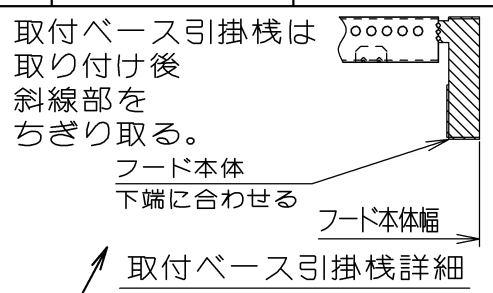 取付ベース引掛桟は
取り付け後
斜線部を
ちぎり取る。
フード本体
下端に合わせる
フード本体幅
取付ベース引掛桟詳細